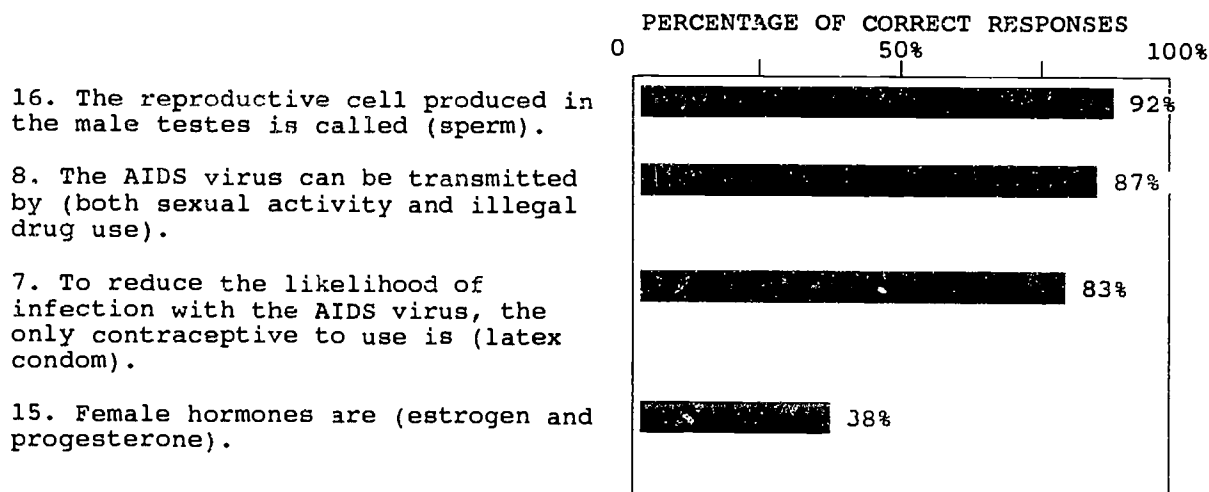 PERCENTAGE OF CORRECT RESPONSES
0 50% 100%
16. The reproductive cell produced in
the male testes is called (sperm).
92%
8. The AIDS virus can be transmitted
by (both sexual activity and illegal
drug use).
87%
7. To reduce the likelihood of
infection with the AIDS virus, the
only contraceptive to use is (latex
condom).
83%
15. Female hormones are (estrogen and
progesterone).
38%